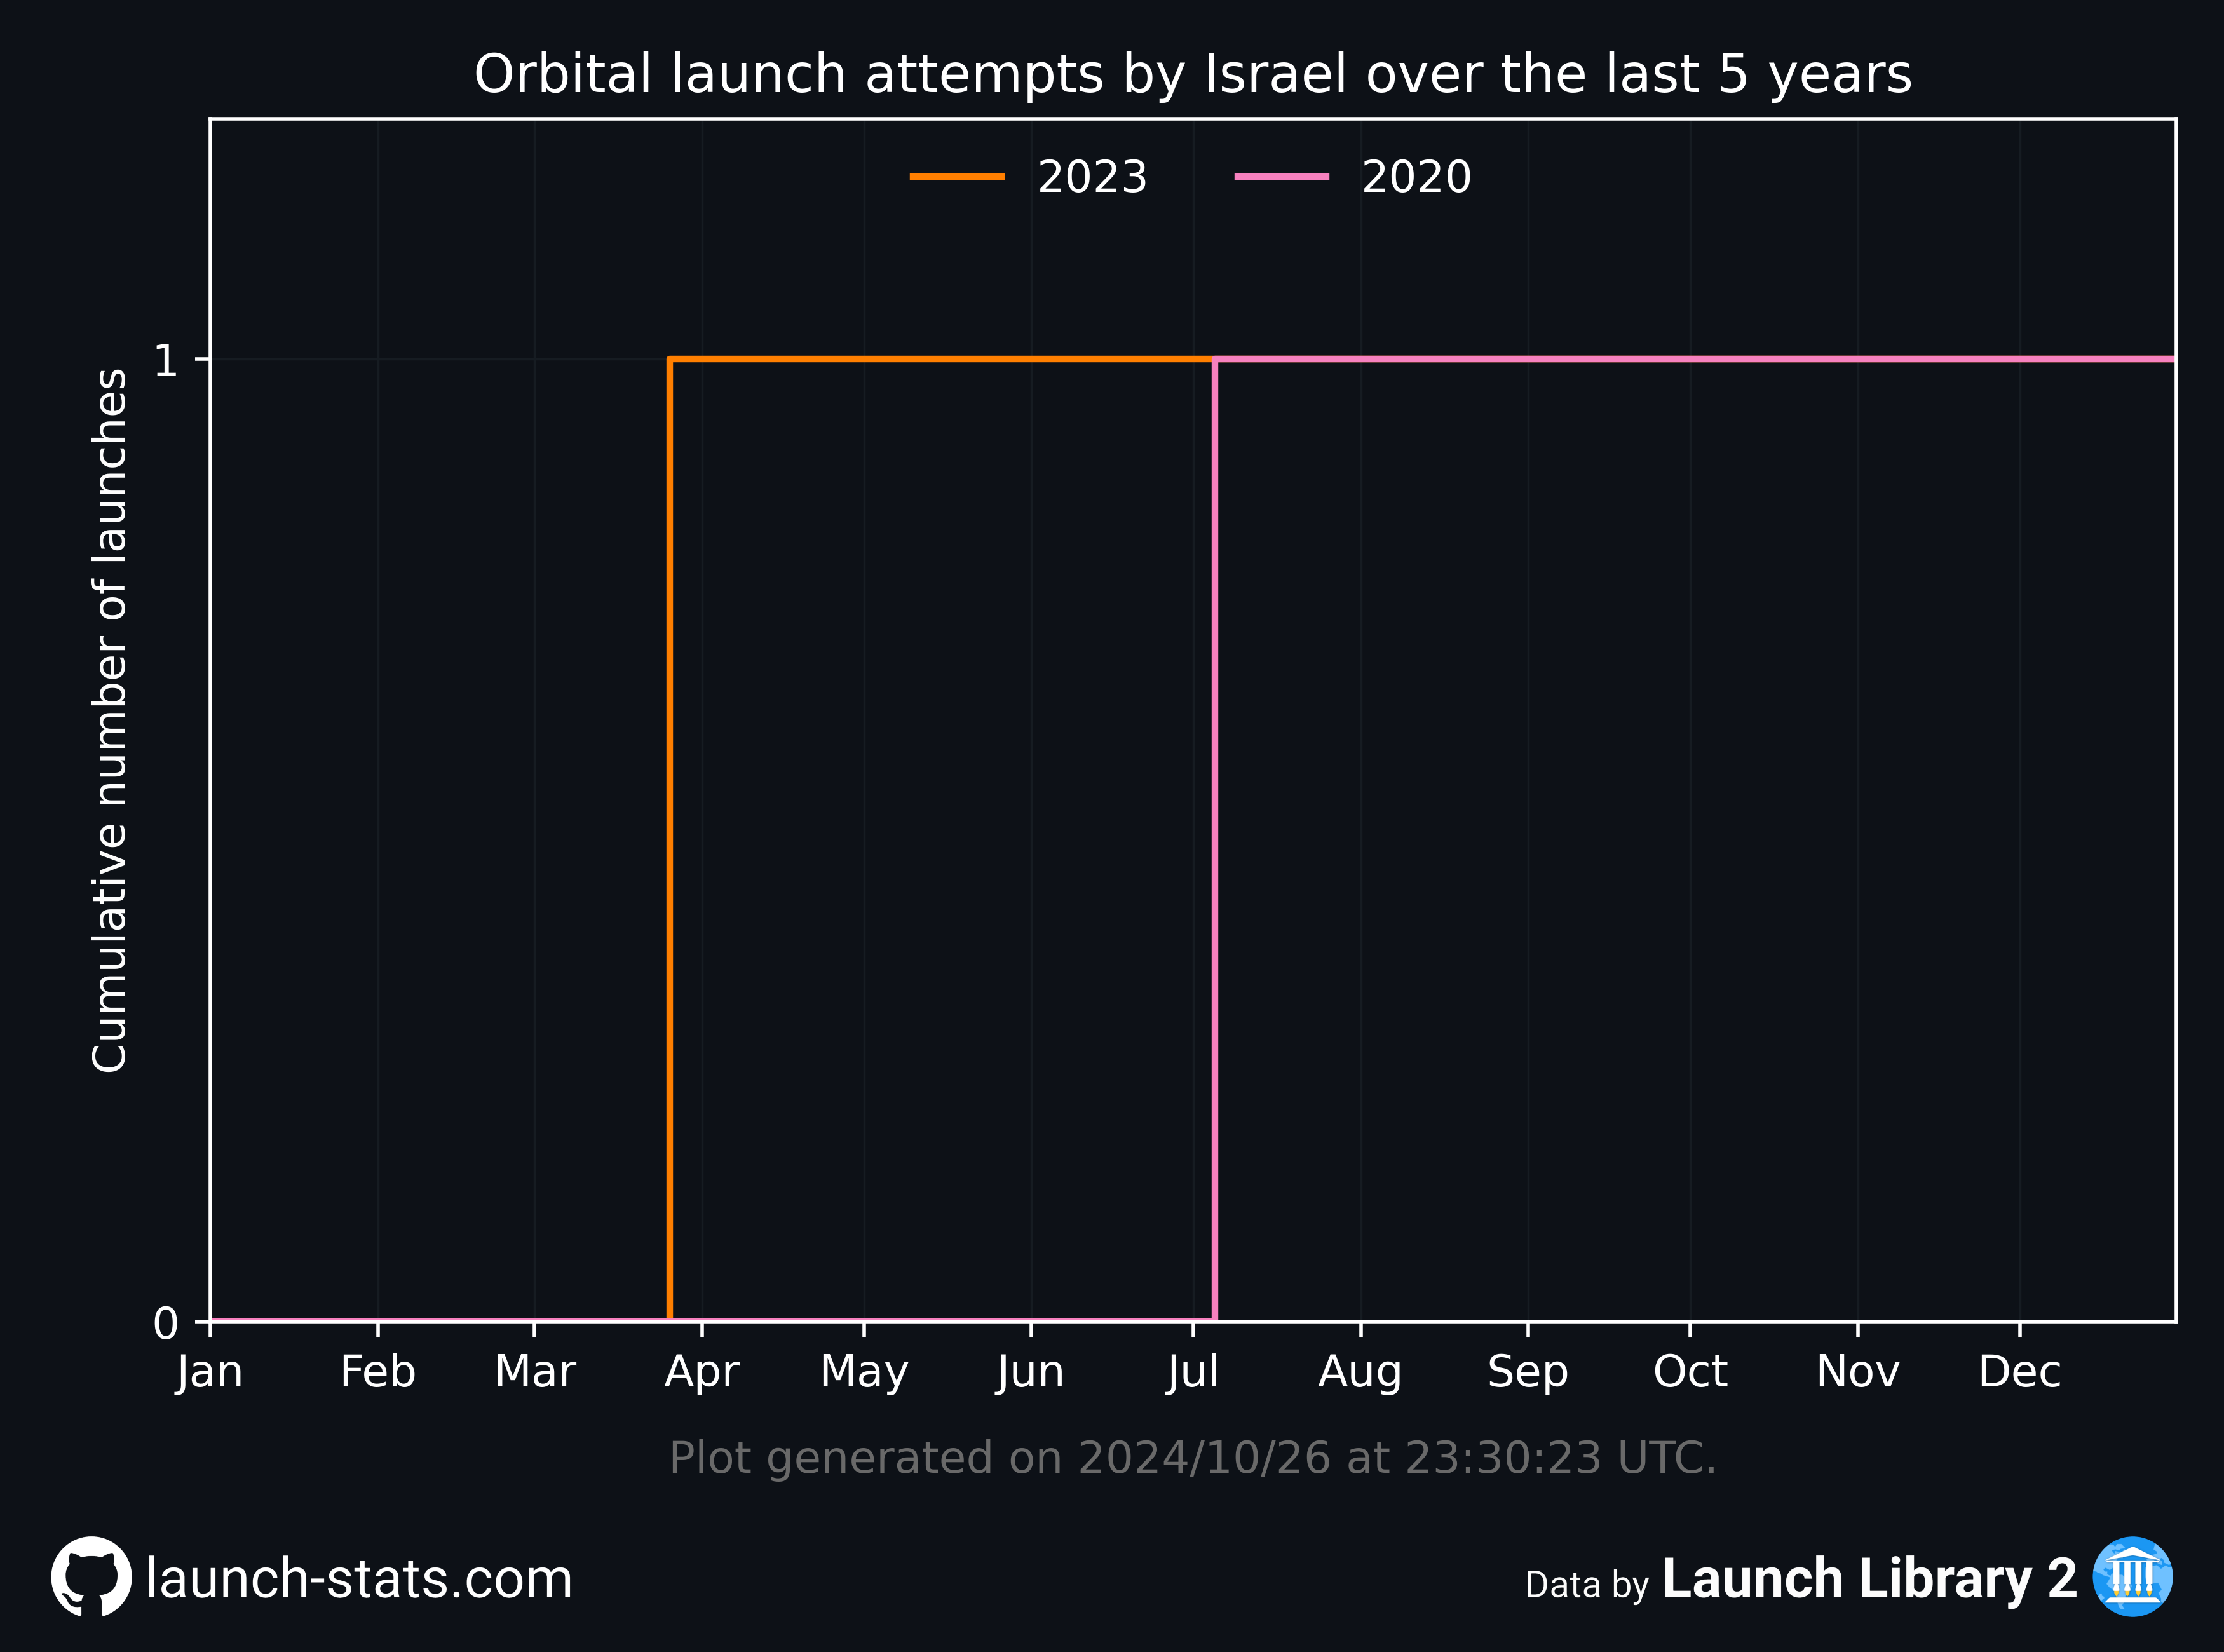 Orbital launch attempts by Israel over the last 5 years
2023 2020
Cumulative number of launches
1
0
Jan Feb Mar Apr May Jun Jul Aug Sep Oct Nov Dec
Plot generated on 2024/10/26 at 23:30:23 UTC.
launch-stats.com
Data by Launch Library 2